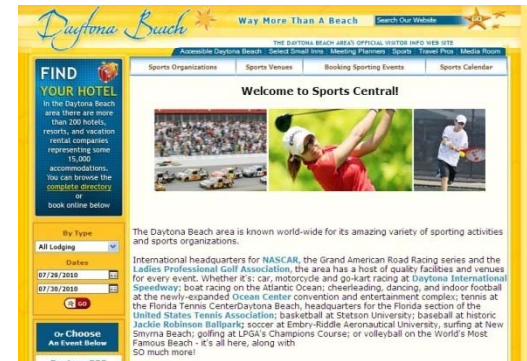 Daytona Beach
Way More Than A Beach
Search Our Website
GO
THE DAYTONA BEACH AREA'S OFFICIAL VISITOR INFO WEB SITE
Accessible Daytona Beach Select Small Inns Meeting Planners Sports Travel Pros Media Room
FIND
YOUR HOTEL
In the Daytona Beach
area there are more
than 200 hotels,
resorts, and vacation
rental companies
representing some
15,000
accommodations.
You can browse the
complete directory
or
book online below
By Type
All Lodging
Dates
07/28/2010
07/30/2010
GO
Or Choose
An Event Below
Sports Organizations Sports Venues Booking Sporting Events Sports Calendar
Welcome to Sports Central!
The Daytona Beach area is known world-wide for its amazing variety of sporting activities
and sports organizations.
International headquarters for NASCAR, the Grand American Road Racing series and the
Ladies Professional Golf Association, the area has a host of quality facilities and venues
for every event. Whether it's: car, motorcycle and go-kart racing at Daytona International
Speedway; boat racing on the Atlantic Ocean; cheerleading, dancing, and indoor football
at the newly-expanded Ocean Center convention and entertainment complex; tennis at
the Florida Tennis CenterDaytona Beach, headquarters for the Florida section of the
United States Tennis Association; basketball at Stetson University; baseball at historic
Jackie Robinson Ballpark; soccer at Embry-Riddle Aeronautical University, surfing at New
Smyrna Beach; golfing at LPGA's Champions Course; or volleyball on the World's Most
Famous Beach - it's all here, along with
SO much more!